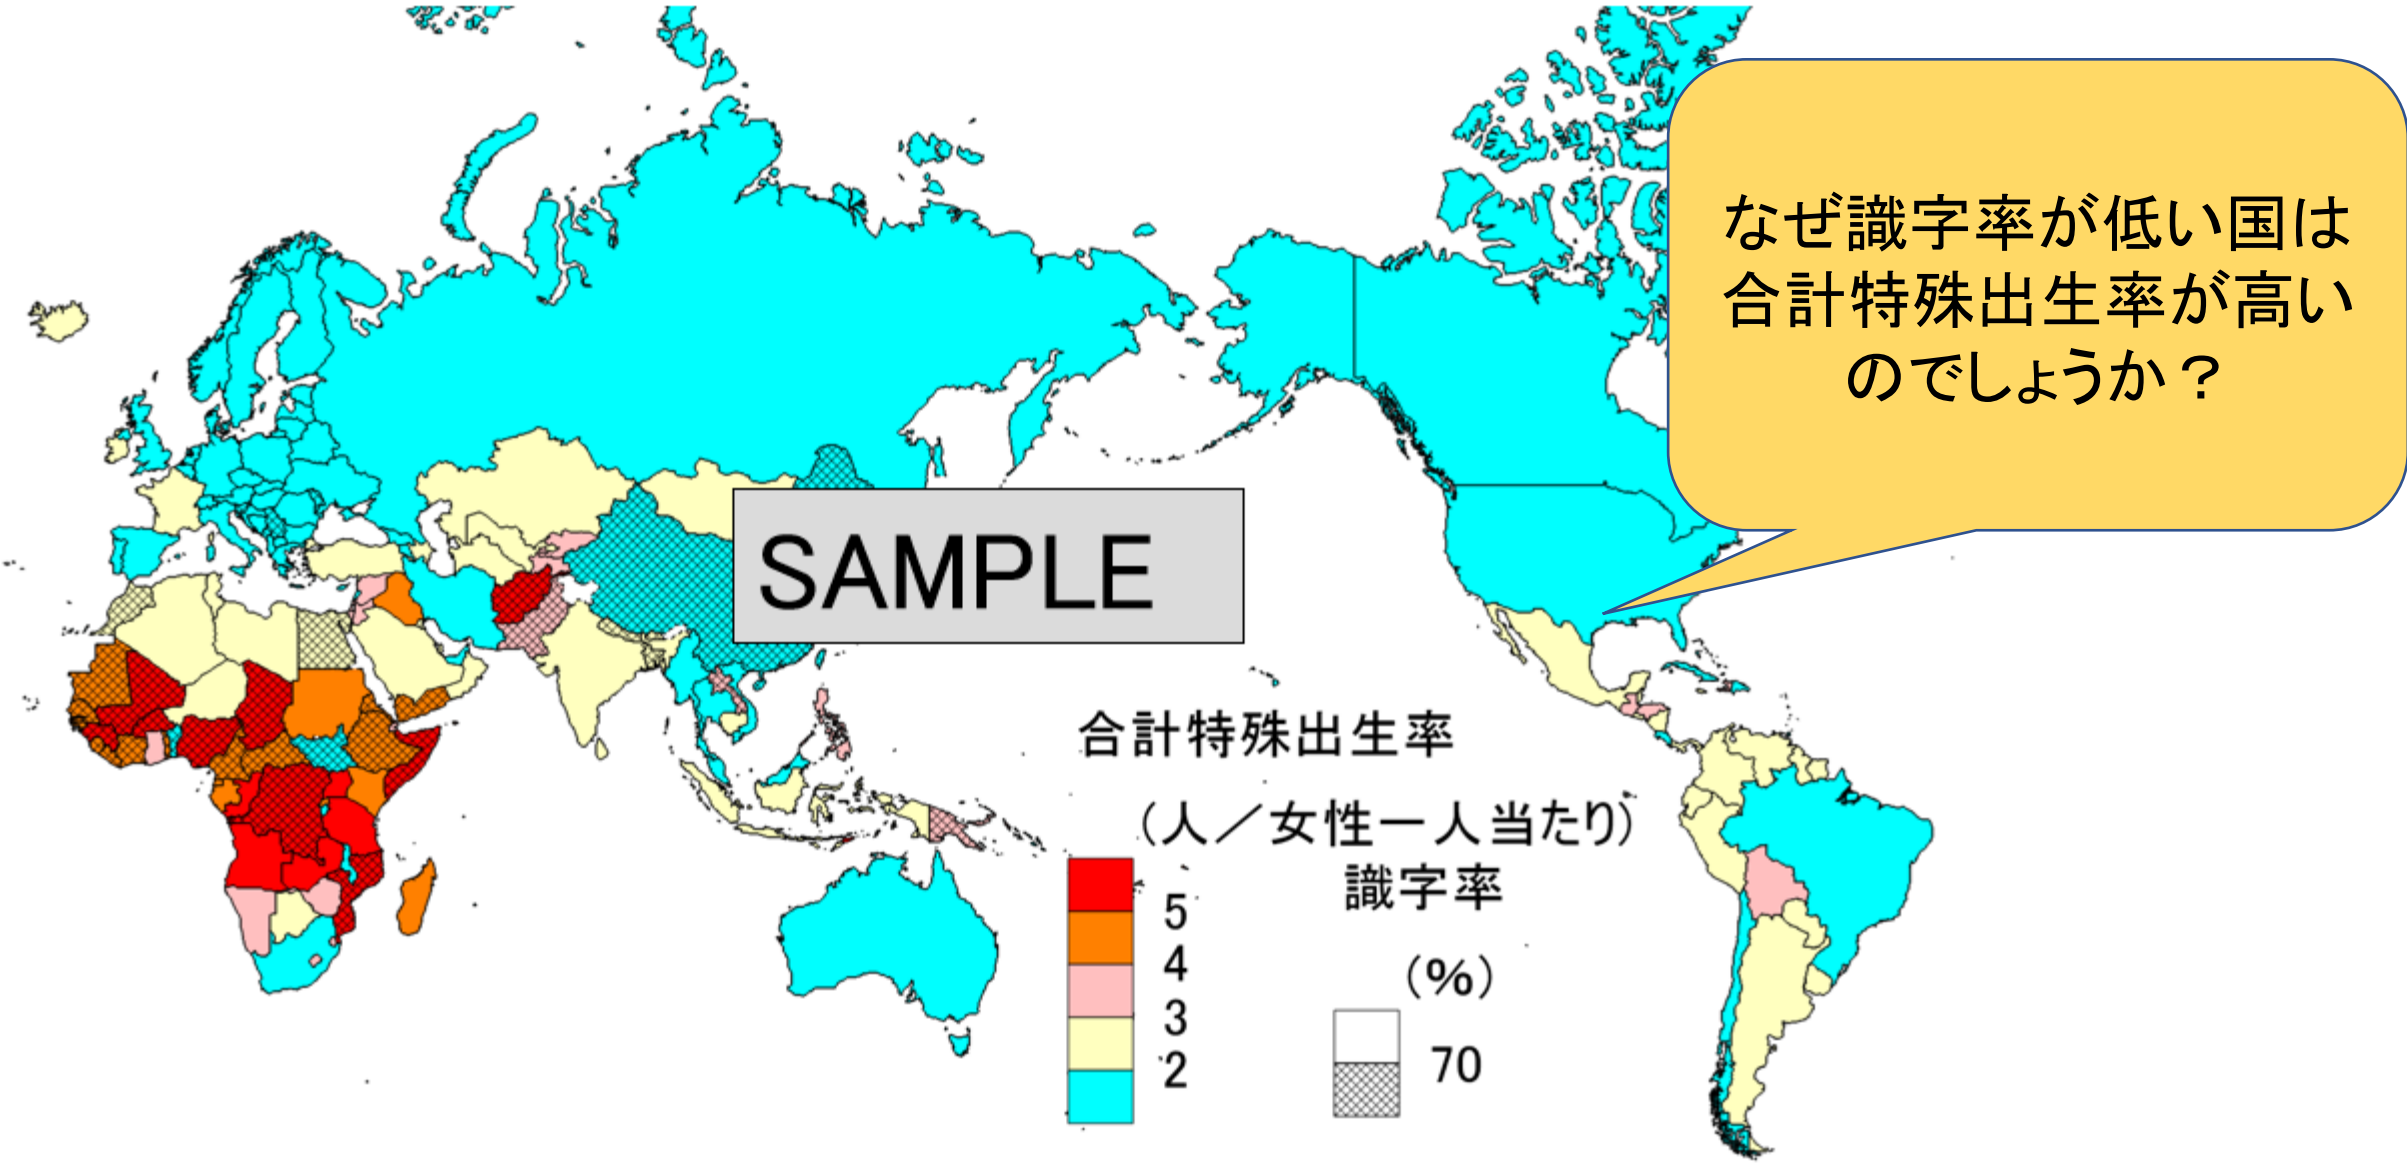 なぜ識字率が低い国は
合計特殊出生率が高い
のでしょうか？
SAMPLE
合計特殊出生率
（人／女性一人当たり）
5
4
3
2
識字率
（%）
70